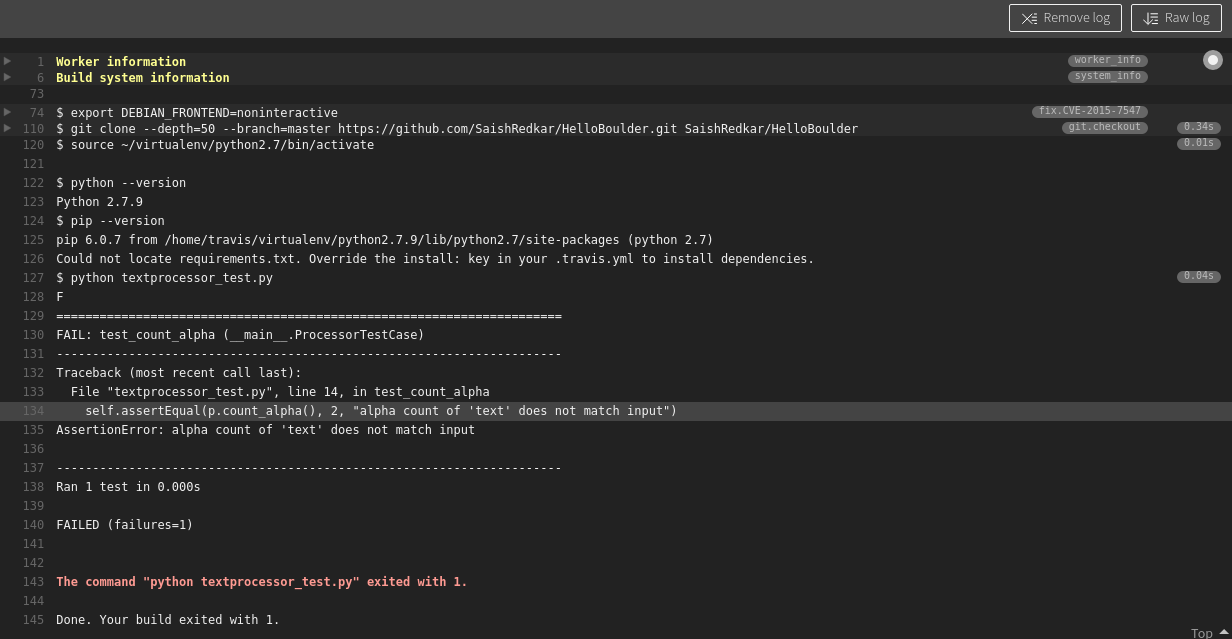 Remove log Raw log
1 Worker information worker_info
6 Build system information system_info
73
74 $ export DEBIAN_FRONTEND=noninteractive fix.CVE-2015-7547
110 $ git clone --depth=50 --branch=master https://github.com/SaishRedkar/HelloBoulder.git SaishRedkar/HelloBoulder git.checkout 0.34s
120 $ source ~/virtualenv/python2.7/bin/activate 0.01s
121
122 $ python --version
123 Python 2.7.9
124 $ pip --version
125 pip 6.0.7 from /home/travis/virtualenv/python2.7.9/lib/python2.7/site-packages (python 2.7)
126 Could not locate requirements.txt. Override the install: key in your .travis.yml to install dependencies.
127 $ python textprocessor_test.py 0.04s
128 F
129 ======================================================================
130 FAIL: test_count_alpha (__main__.ProcessorTestCase)
131 ----------------------------------------------------------------------
132 Traceback (most recent call last):
133   File "textprocessor_test.py", line 14, in test_count_alpha
134     self.assertEqual(p.count_alpha(), 2, "alpha count of 'text' does not match input")
135 AssertionError: alpha count of 'text' does not match input
136
137 ----------------------------------------------------------------------
138 Ran 1 test in 0.000s
139
140 FAILED (failures=1)
141
142
143 The command "python textprocessor_test.py" exited with 1.
144
145 Done. Your build exited with 1.
Top